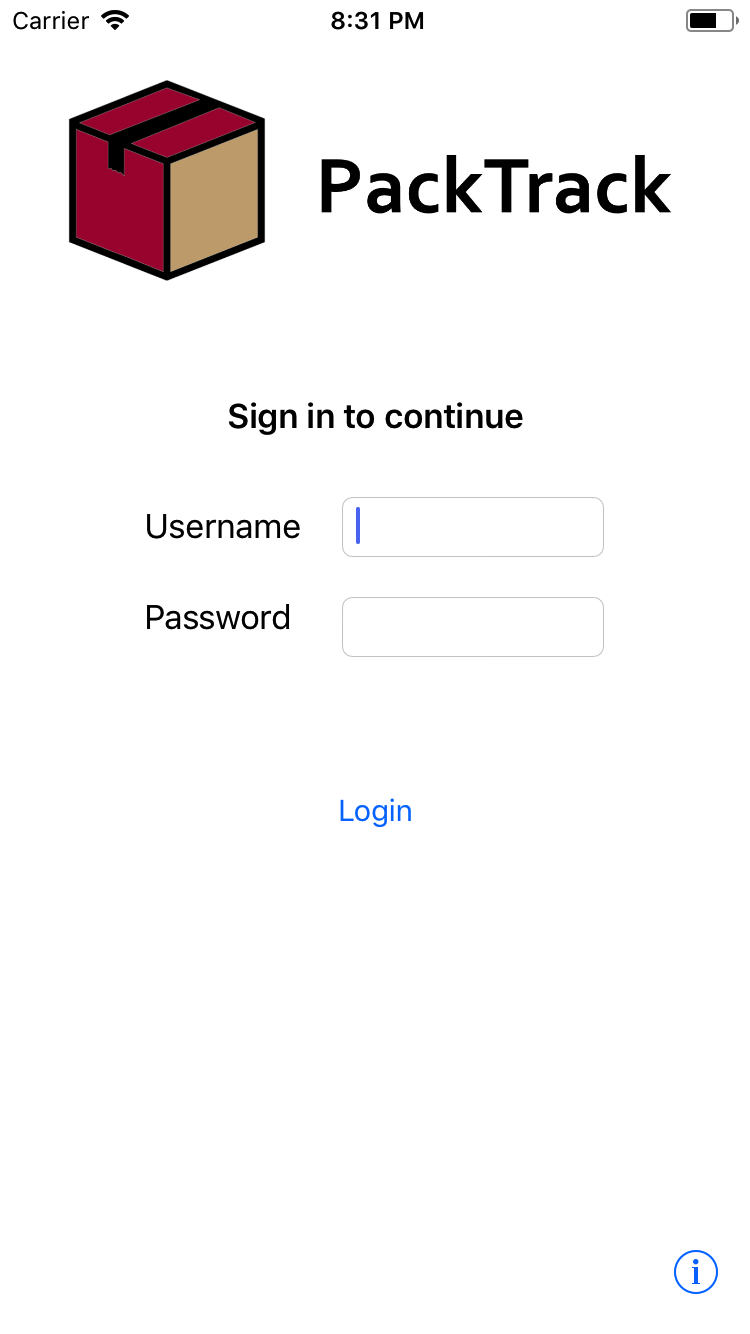 Carrier 8:31 PM
PackTrack
Sign in to continue
Username
Password
Login
i